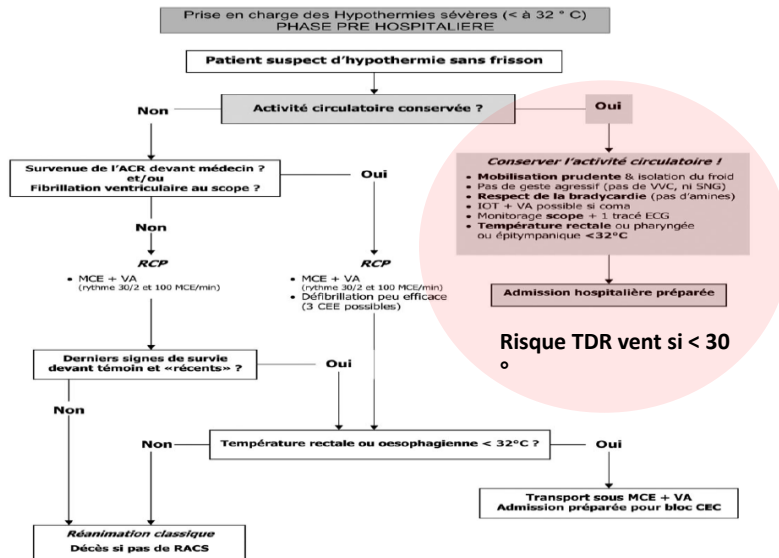 Prise en charge des Hypothermies sévères (< à 32 ° C)
PHASE PRE HOSPITALIERE
Patient suspect d'hypothermie sans frisson
Non
Activité circulatoire conservée ?
Oui
Survenue de l'ACR devant médecin ?
et/ou
Fibrillation ventriculaire au scope ?
Oui
Conserver l'activité circulatoire !
• Mobilisation prudente & isolation du froid
• Pas de geste agressif (pas de VVC, ni SNG)
• Respect de la bradycardie (pas d'amines)
• IOT + VA possible si coma
• Monitorage scope + 1 tracé ECG
• Température rectale ou pharyngée
ou épitympanique <32°C
Non
RCP
• MCE + VA
(rythme 30/2 et 100 MCE/min)
RCP
• MCE + VA
(rythme 30/2 et 100 MCE/min)
• Défibrillation peu efficace
(3 CEE possibles)
Admission hospitalière préparée
Risque TDR vent si < 30
°
Derniers signes de survie
devant témoin et «récents» ?
Oui
Non
Non
Température rectale ou oesophagienne < 32°C ?
Oui
Transport sous MCE + VA
Admission préparée pour bloc CEC
Réanimation classique
Décès si pas de RACS